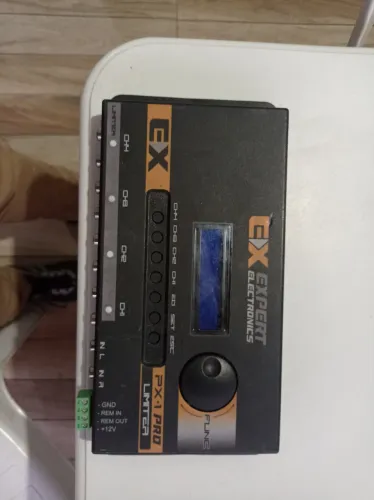 LIMITER
CH4
CH3
CH2
CH1
IN L
IN R
- GND
- REM IN
- REM OUT
- +12V
EX
CH4
CH3
CH2
CH1
EQ
SET
ESC
PX-1 PRO
LIMITER
EX EXPERT
ELECTRONICS
FUNC